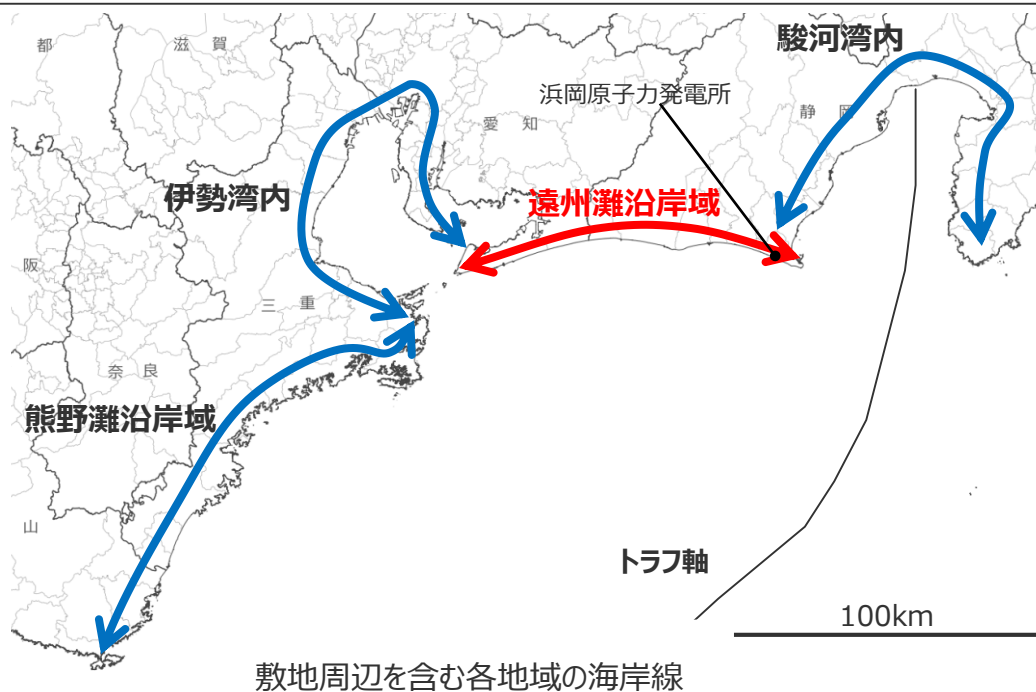 駿河湾内
都
滋 賀
浜岡原子力発電所
愛 知
静 岡
伊勢湾内
遠州灘沿岸域
阪
三 重
奈 良
熊野灘沿岸域
山
トラフ軸
100km
敷地周辺を含む各地域の海岸線